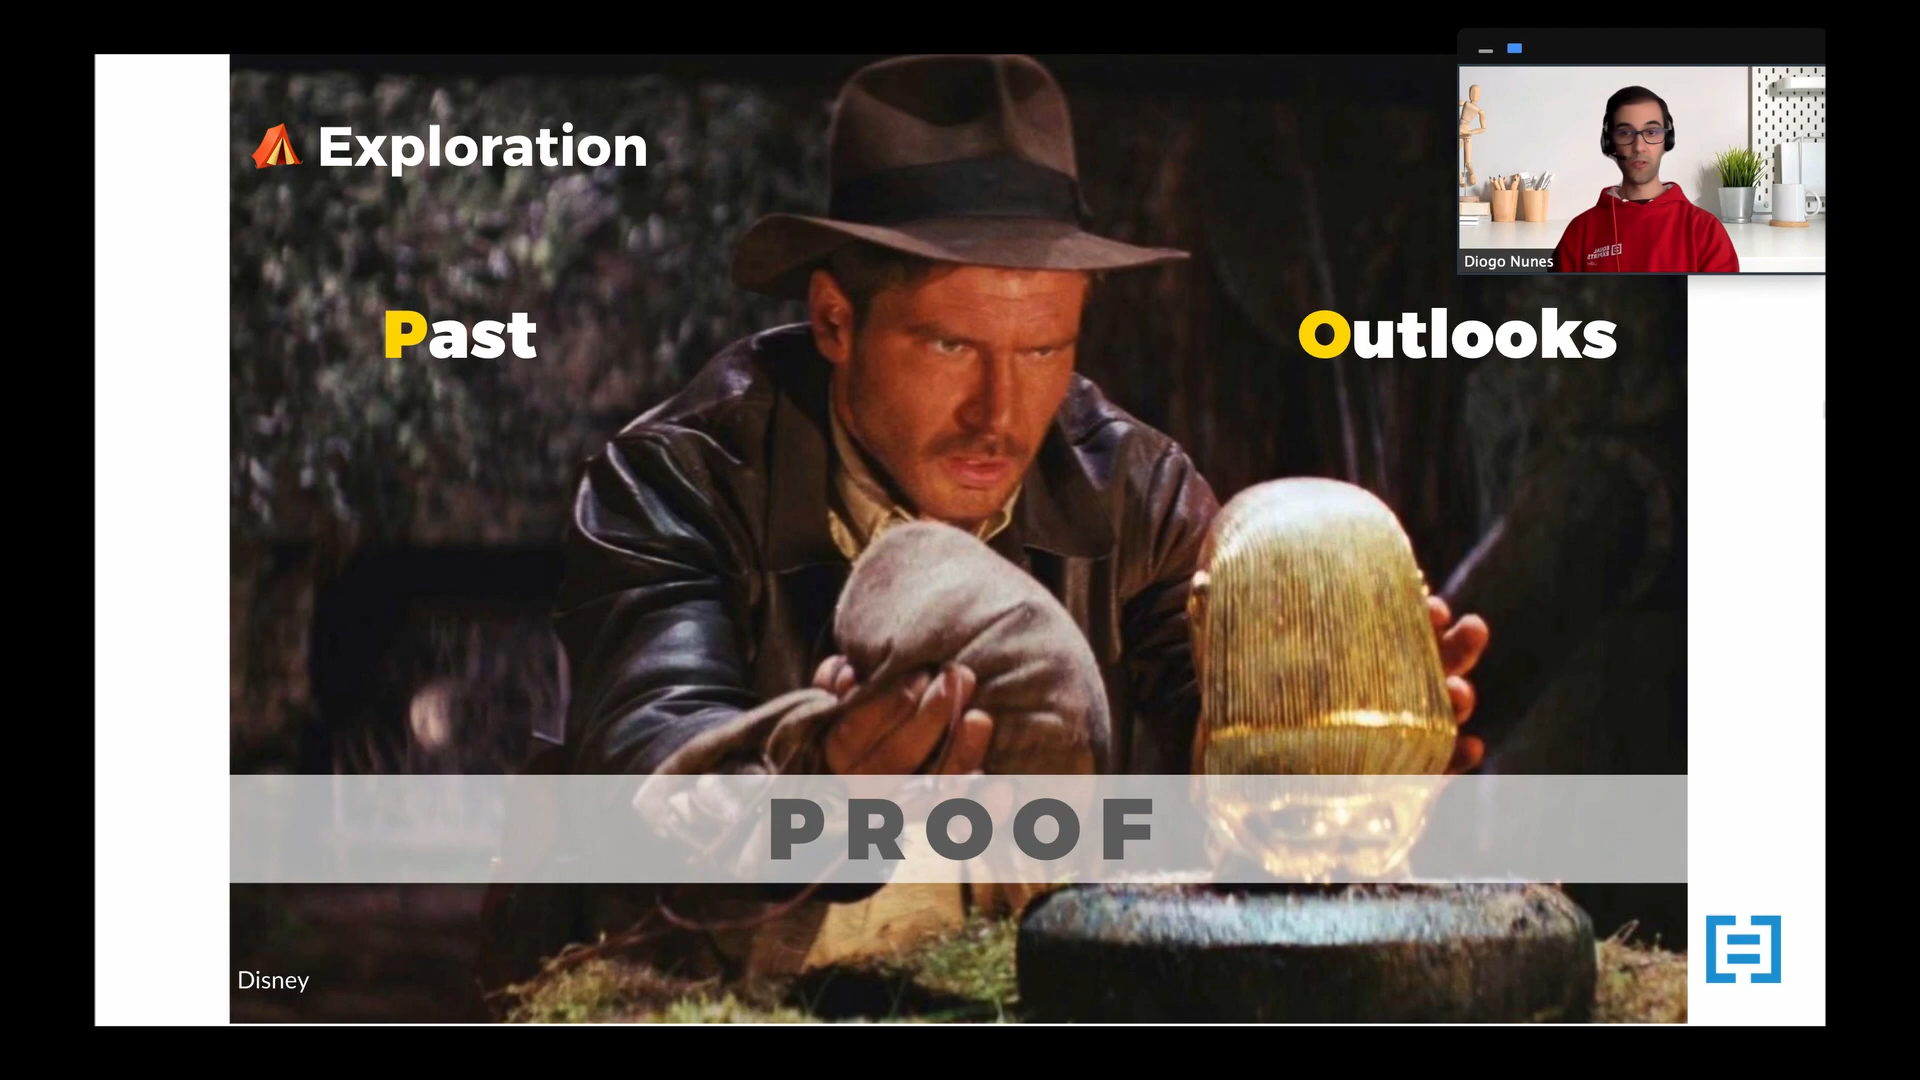 Exploration
Past
Outlooks
PROOF
Disney
Diogo Nunes